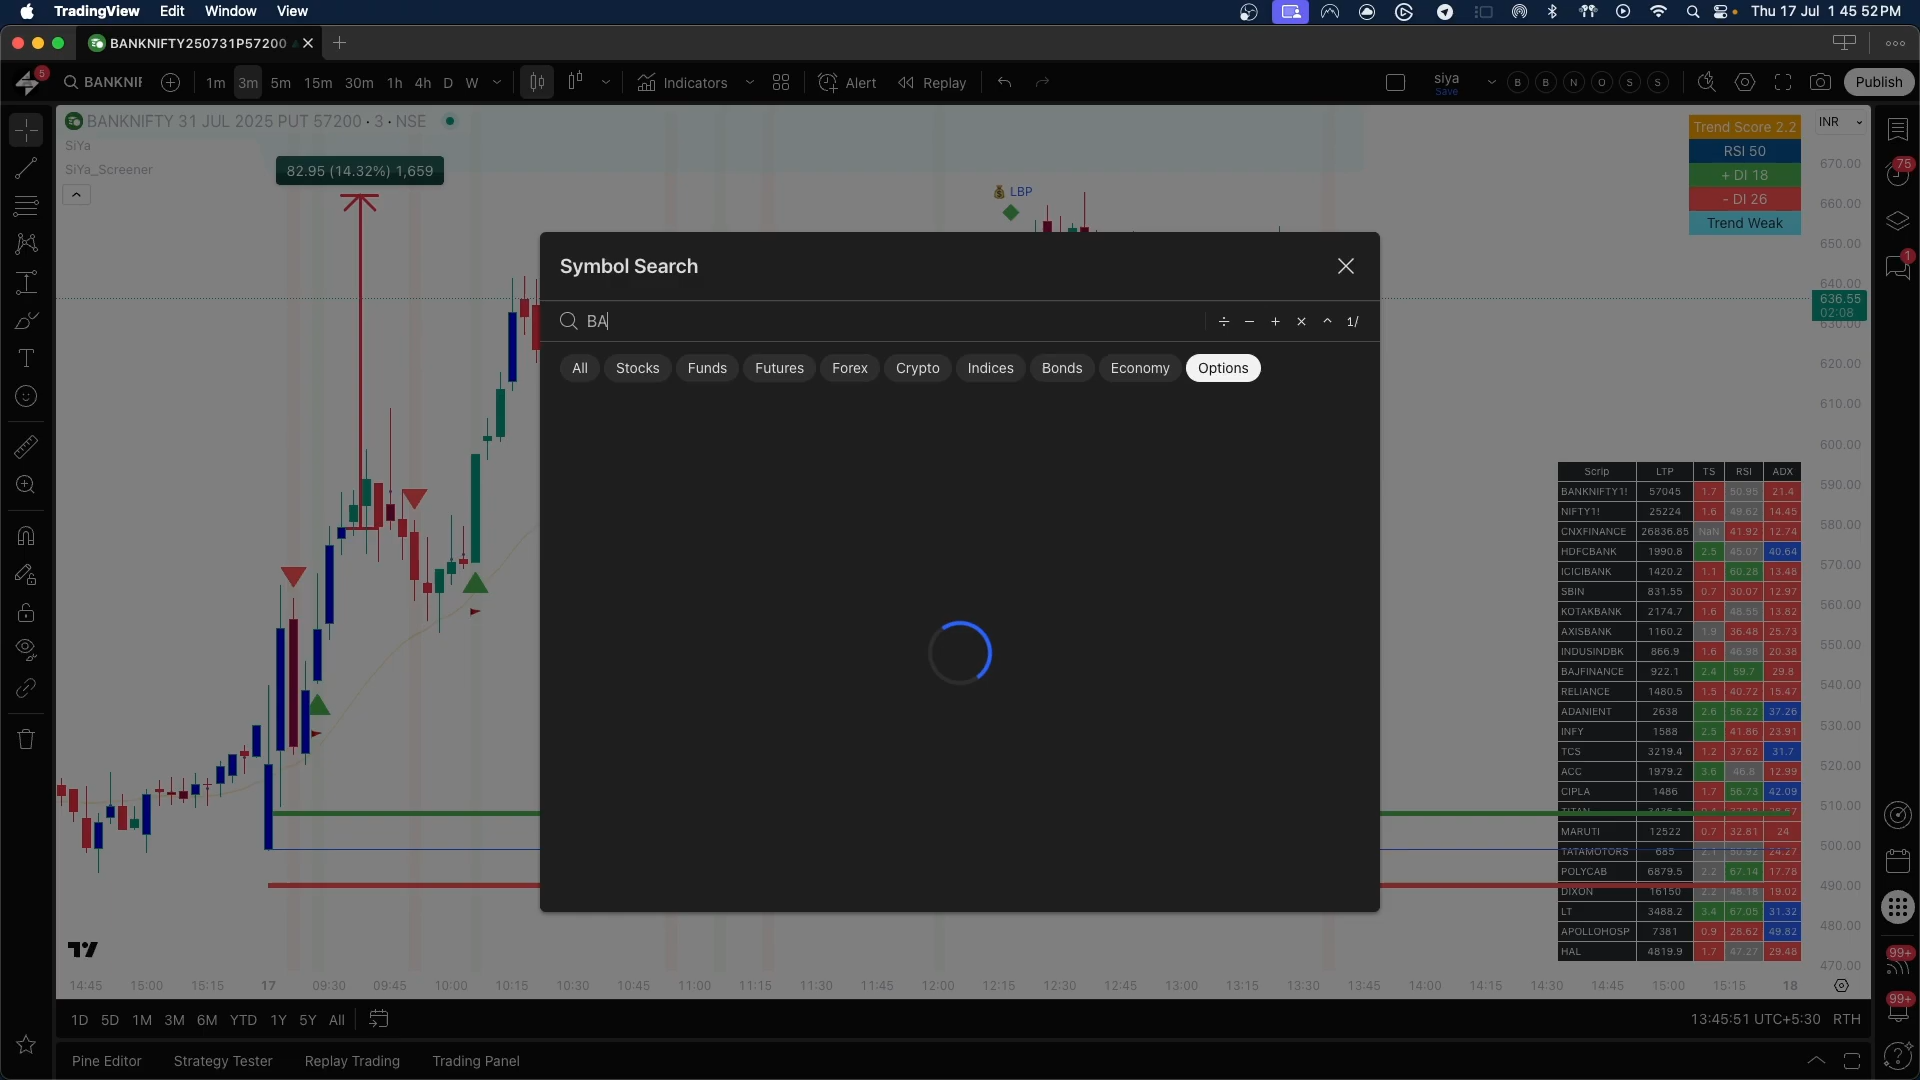 TradingView Edit Window View
Thu 17 Jul 1 45 52 PM
BANKNIFTY250731P57200
5
BANKNIF
1m 3m 5m 15m 30m 1h 4h D W
Indicators
Alert
Replay
siya
Save
B B N O S S
Publish
BANKNIFTY 31 JUL 2025 PUT 57200 · 3 · NSE
SiYa
SiYa_Screener
82.95 (14.32%) 1,659
LBP
Trend Score 2.2
RSI 50
+ DI 18
- DI 26
Trend Weak
INR
75
1
Symbol Search
BA
÷ − + × ^ 1/
All Stocks Funds Futures Forex Crypto Indices Bonds Economy Options
670.00
660.00
650.00
640.00
636.55
02:08
630.00
620.00
610.00
600.00
590.00
580.00
570.00
560.00
550.00
540.00
530.00
520.00
510.00
500.00
490.00
480.00
470.00
Scrip LTP TS RSI ADX
BANKNIFTY1! 57045 1.7 50.95 21.4
NIFTY1! 25224 1.6 49.62 14.45
CNXFINANCE 26836.85 NaN 41.92 12.74
HDFCBANK 1990.8 2.5 45.07 40.64
ICICIBANK 1420.2 1.1 60.28 13.48
SBIN 831.55 0.7 30.07 12.97
KOTAKBANK 2174.7 1.6 48.55 13.82
AXISBANK 1160.2 1.9 36.48 25.73
INDUSINDBK 866.9 1.6 46.98 20.38
BAJFINANCE 922.1 2.4 59.7 29.8
RELIANCE 1480.5 1.5 40.72 15.47
ADANIENT 2638 2.6 56.22 37.26
INFY 1588 2.5 41.86 23.91
TCS 3219.4 1.2 37.62 31.7
ACC 1979.2 3.6 46.8 12.99
CIPLA 1486 1.7 56.73 42.09
TITAN
MARUTI 12522 0.7 32.81 24
TATAMOTORS 685 2.1 50.92 24.27
POLYCAB 6879.5 2.2 67.14 17.78
DIXON 16150 2.2 48.18 19.02
LT 3488.2 3.4 67.05 31.32
APOLLOHOSP 7381 0.9 28.62 49.82
HAL 4819.9 1.7 47.27 29.48
14:45 15:00 15:15 17 09:30 09:45 10:00 10:15 10:30 10:45 11:00 11:15 11:30 11:45 12:00 12:15 12:30 12:45 13:00 13:15 13:30 13:45 14:00 14:15 14:30 14:45 15:00 15:15 18
99+
99+
1D 5D 1M 3M 6M YTD 1Y 5Y All
13:45:51 UTC+5:30 RTH
Pine Editor Strategy Tester Replay Trading Trading Panel